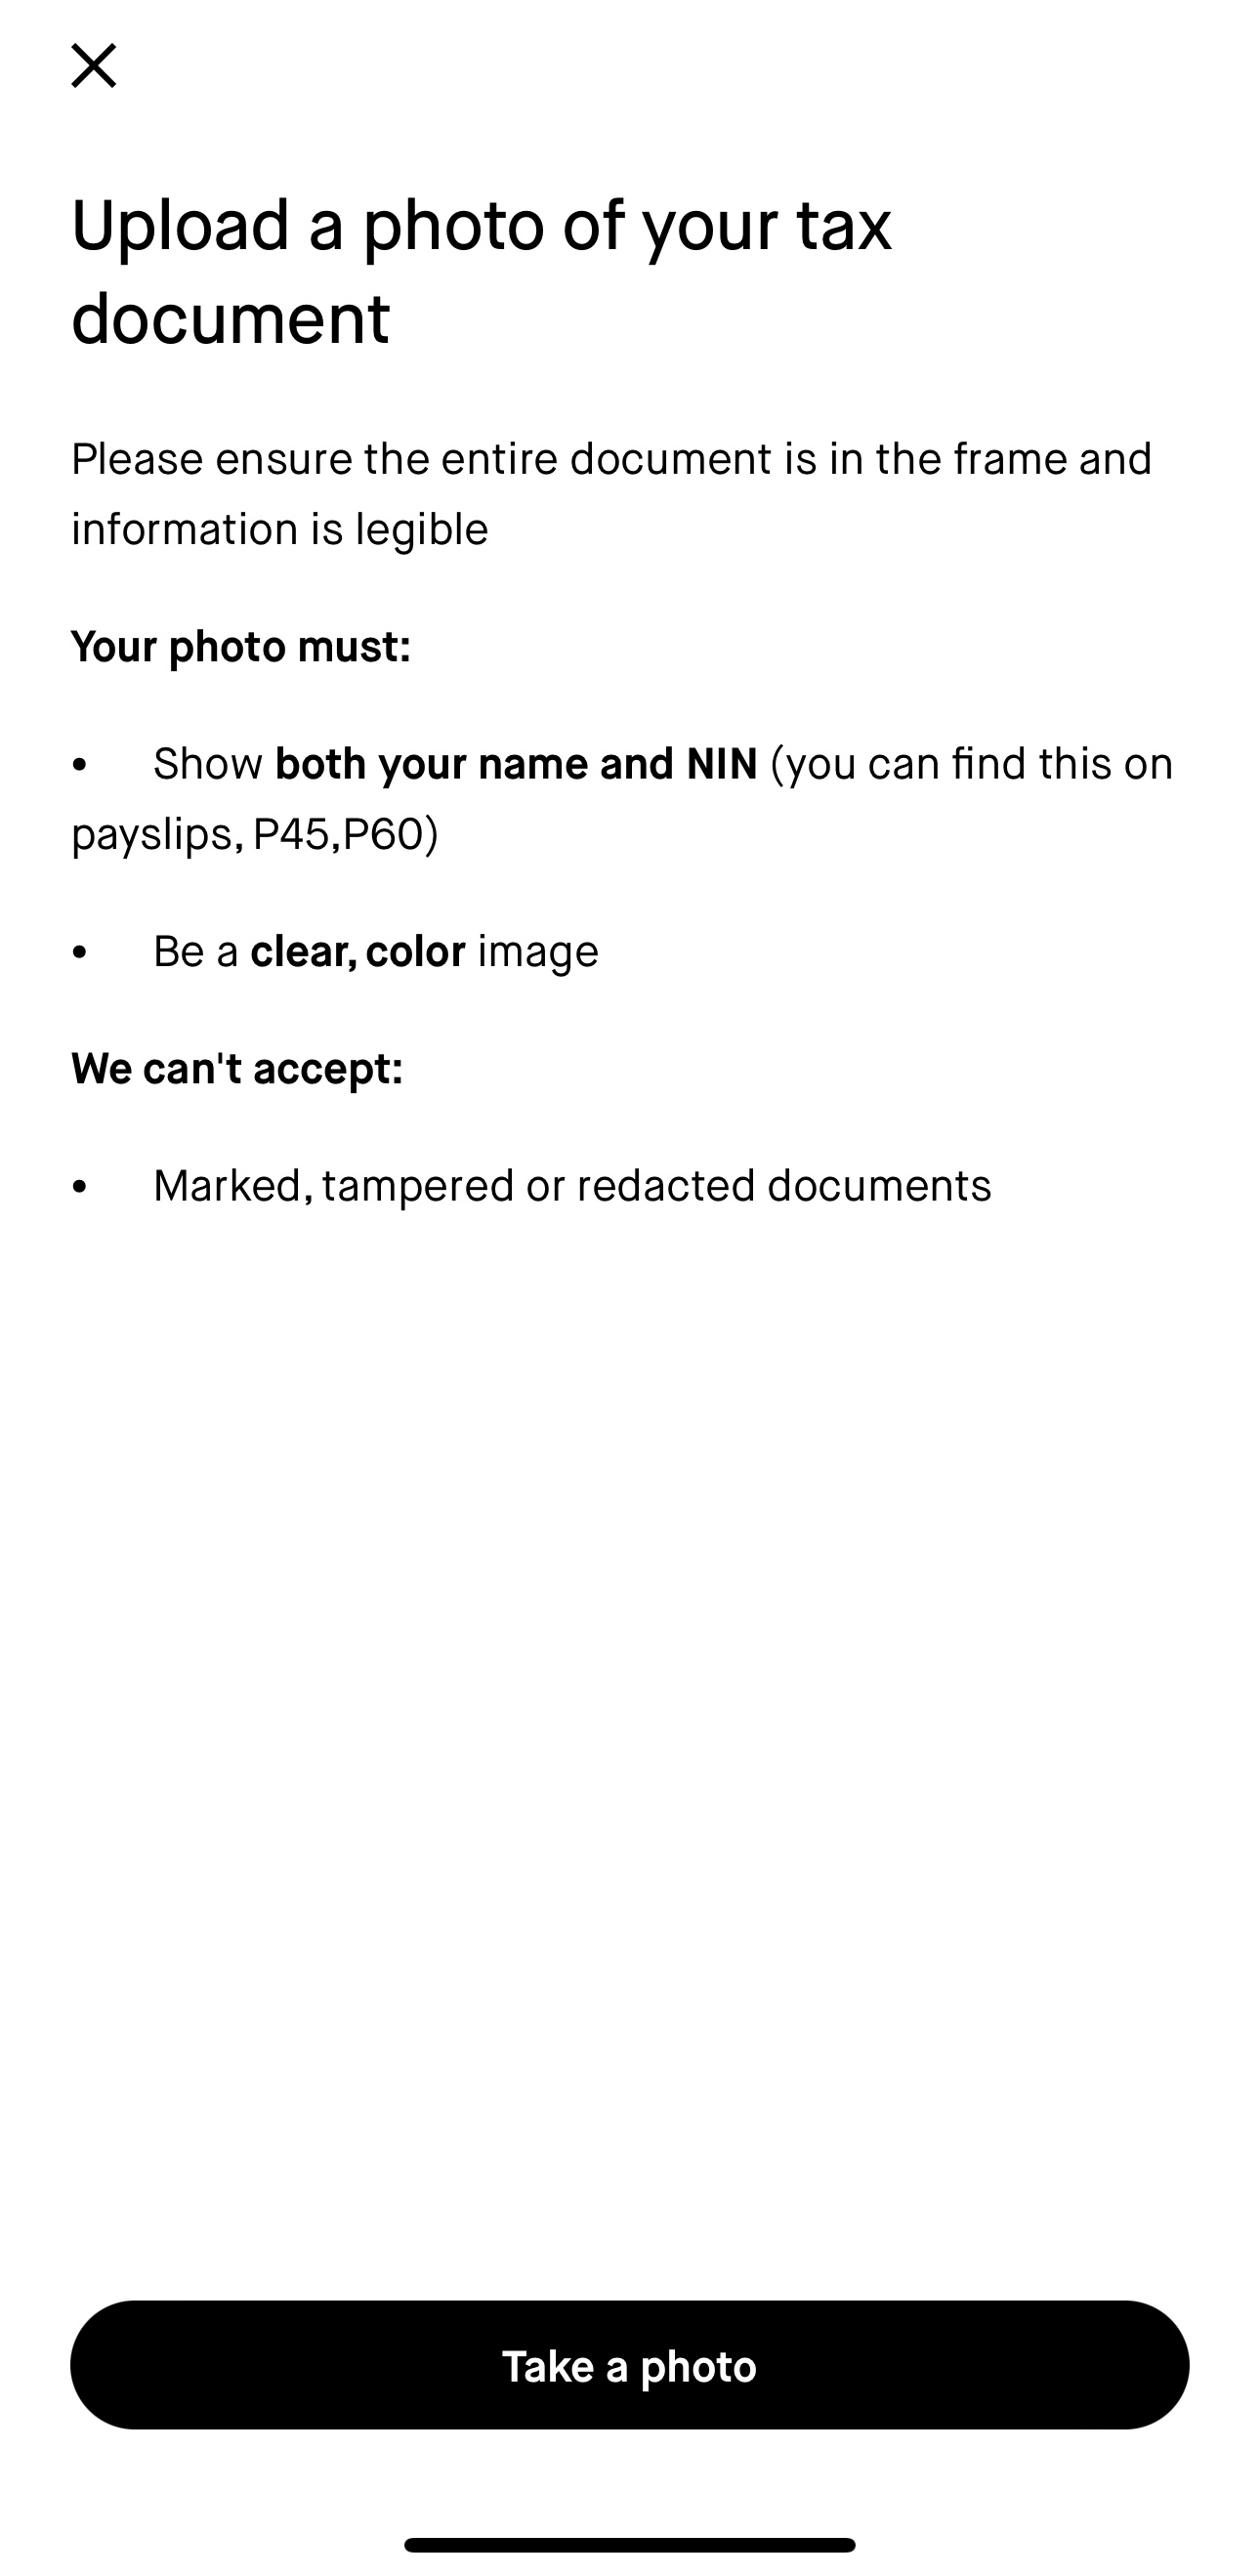 Upload a photo of your tax
document
Please ensure the entire document is in the frame and
information is legible
Your photo must:
• Show both your name and NIN (you can find this on
payslips, P45,P60)
• Be a clear, color image
We can't accept:
• Marked, tampered or redacted documents
Take a photo